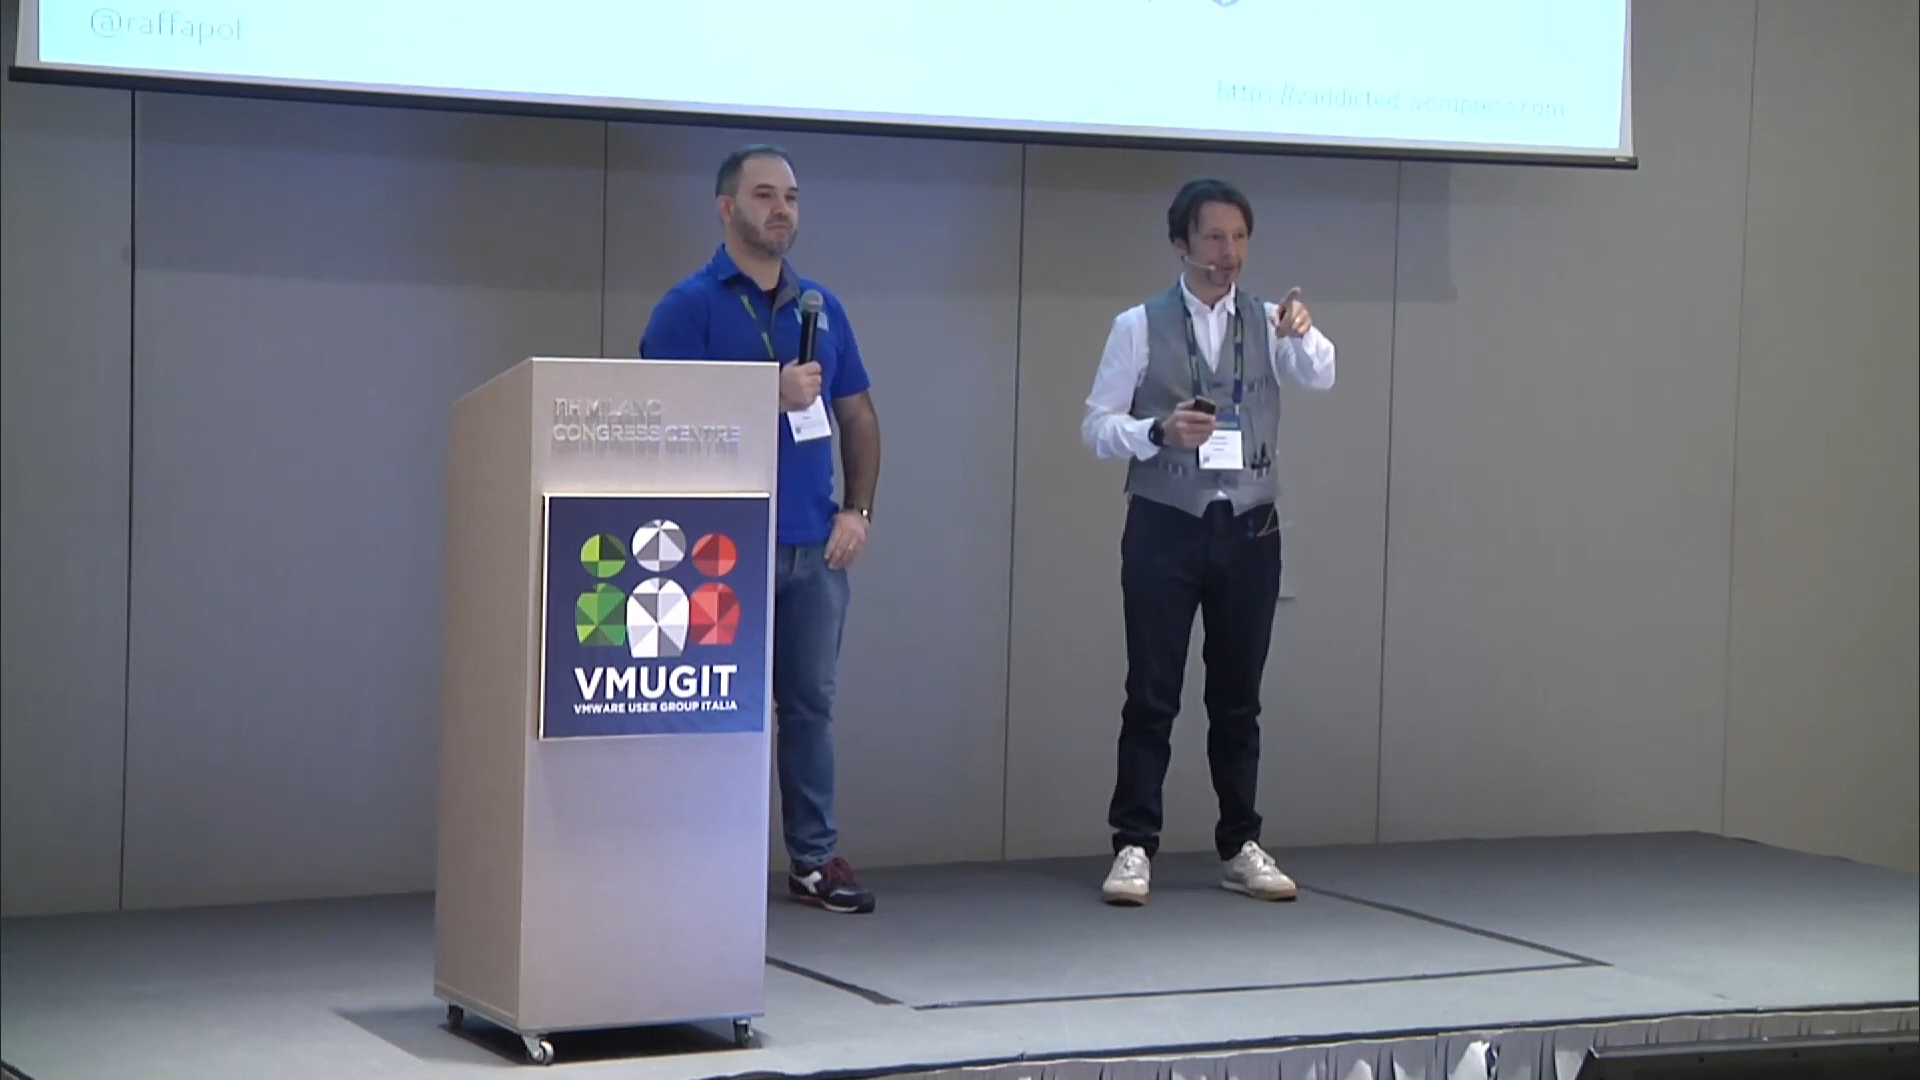 @raffapol
https://vaddicted.wordpress.com
NH MILANO
CONGRESS CENTRE
VMUGIT
VMWARE USER GROUP ITALIA